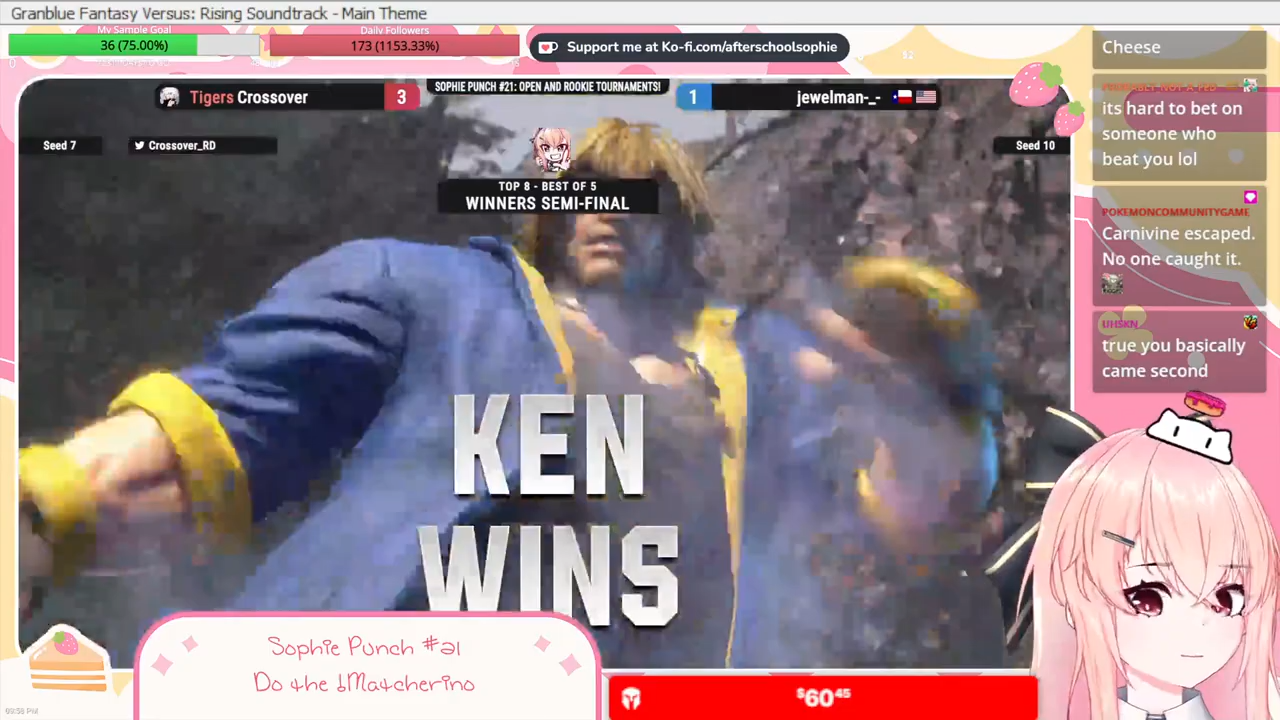 Granblue Fantasy Versus: Rising Soundtrack - Main Theme
My Sample Goal
36 (75.00%)
Daily Followers
173 (1153.33%)
Support me at Ko-fi.com/afterschoolsophie
Tigers Crossover
3
SOPHIE PUNCH #21: OPEN AND ROOKIE TOURNAMENTS!
1
jewelman-_-
Seed 7
Crossover_RD
Seed 10
TOP 8 - BEST OF 5
WINNERS SEMI-FINAL
KEN
WINS
Cheese
its hard to bet on
someone who
beat you lol
POKEMONCOMMUNITYGAME
Carnivine escaped.
No one caught it.
UHSKN
true you basically
came second
Sophie Punch #21
Do the !Matcherino
$60.45
09:56 PM